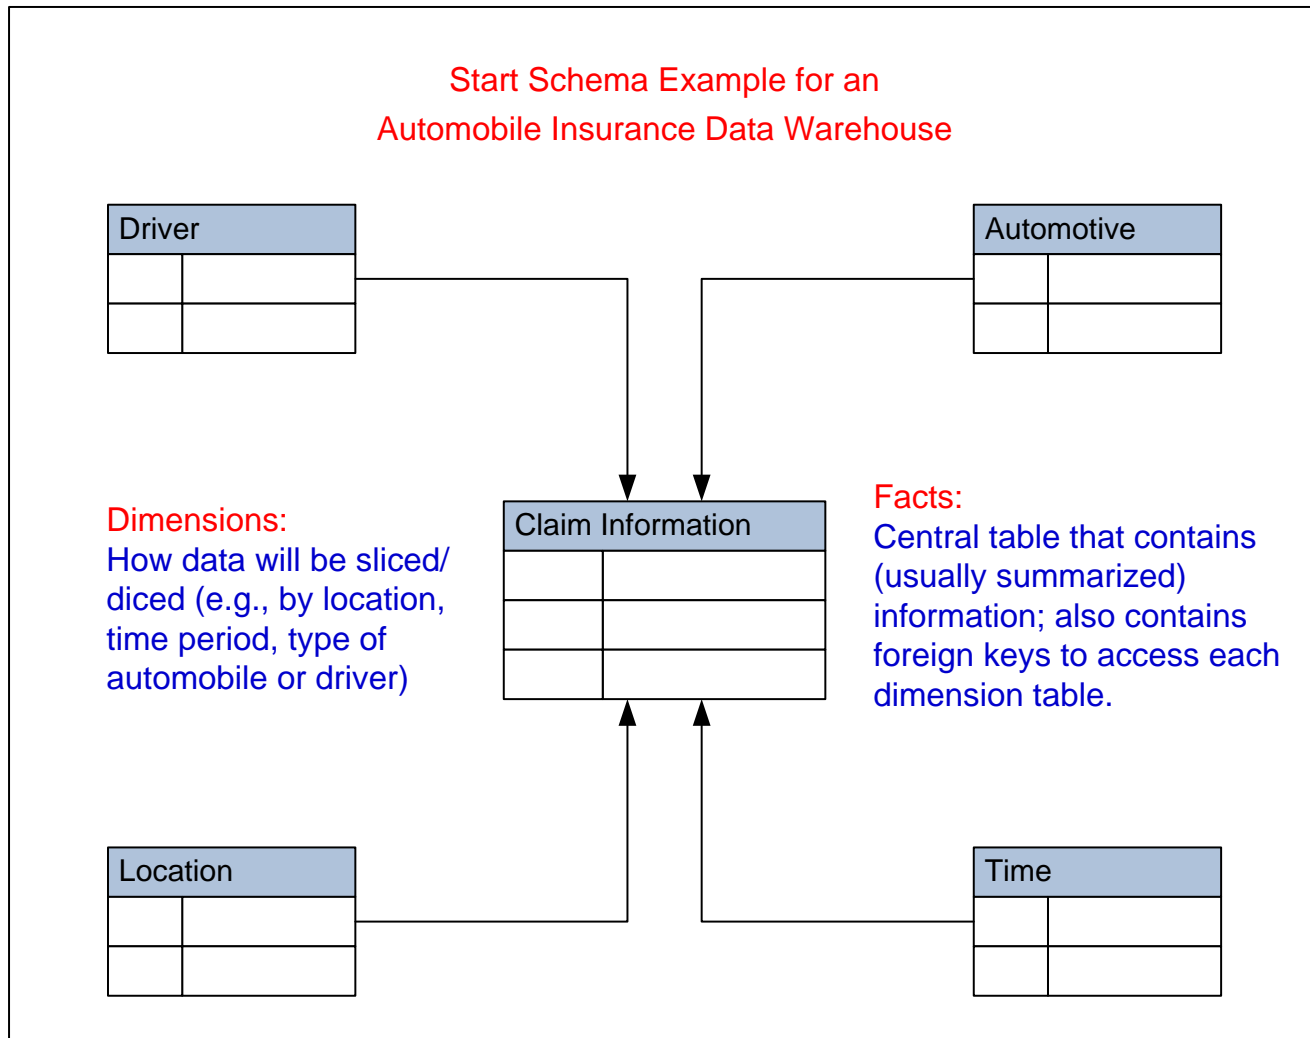 Start Schema Example for an
Automobile Insurance Data Warehouse
Driver
Automotive
Dimensions:
How data will be sliced/
diced (e.g., by location,
time period, type of
automobile or driver)
Claim Information
Facts:
Central table that contains
(usually summarized)
information; also contains
foreign keys to access each
dimension table.
Location
Time